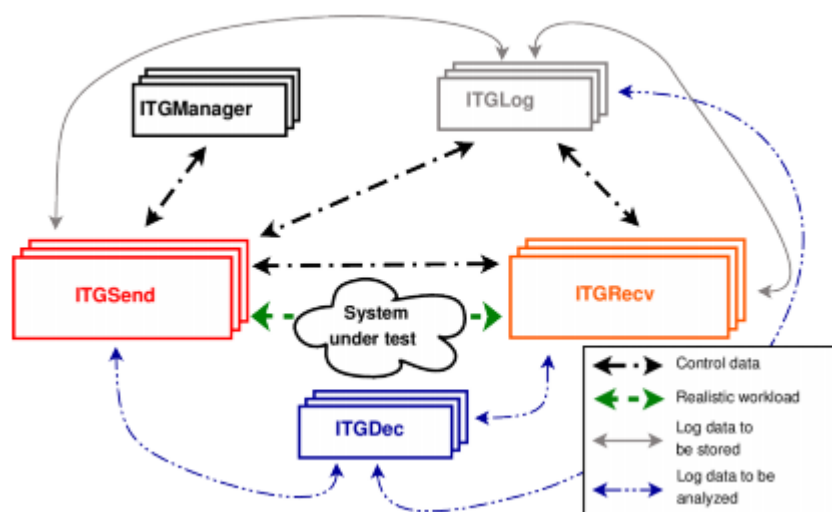 ITGManager
ITGLog
ITGSend
System
under test
ITGRecv
ITGDec
Control data
Realistic workload
Log data to
be stored
Log data to be
analyzed